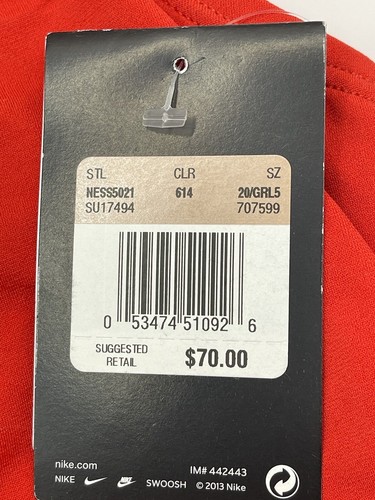 STL CLR SZ
NESS5021 614 20/GRL5
SU17494 707599
0 53474 51092 6
SUGGESTED RETAIL $70.00
nike.com IM# 442443
NIKE SWOOSH © 2013 Nike